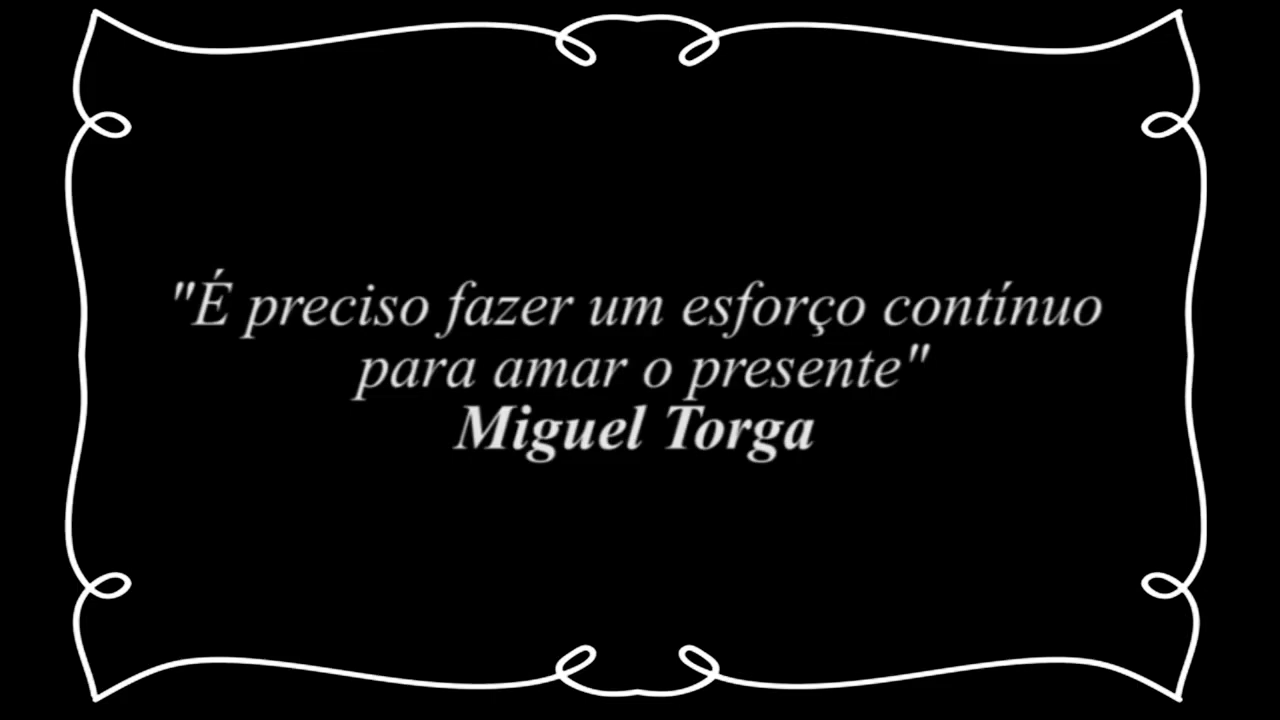 "É preciso fazer um esforço contínuo
para amar o presente"
Miguel Torga